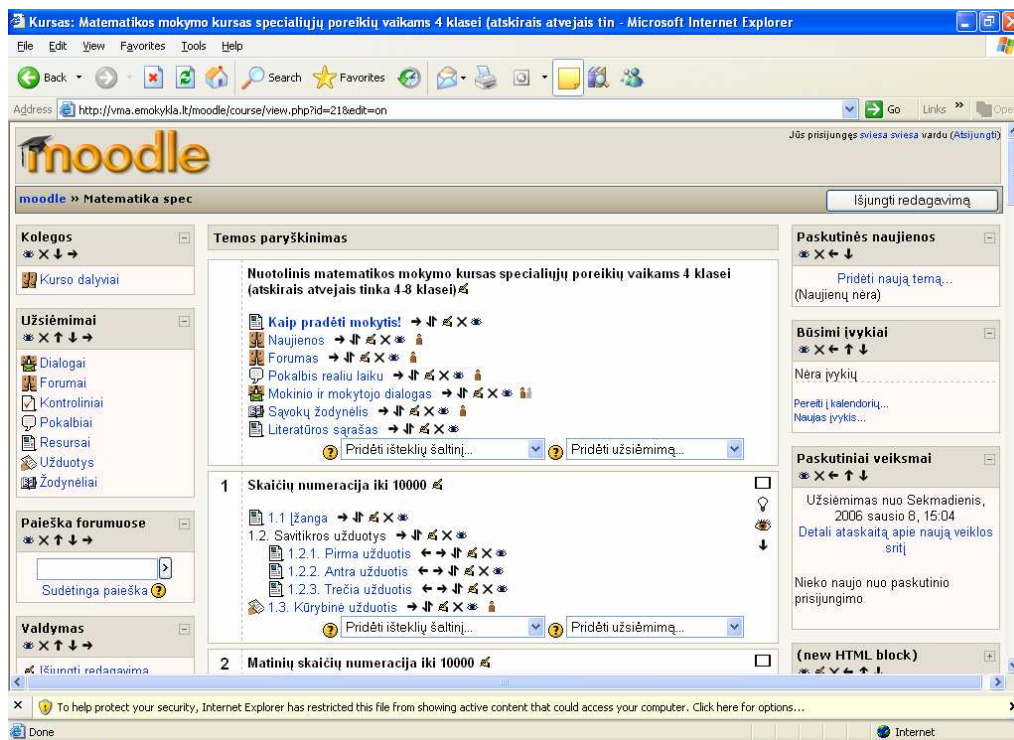 Kursas: Matematikos mokymo kursas specialiųjų poreikių vaikams 4 klasei (atskirais atvejais tin - Microsoft Internet Explorer
File Edit View Favorites Tools Help
Back Search Favorites
Address http://vma.emokykla.lt/moodle/course/view.php?id=21&edit=on Go Links
moodle
Jūs prisijungęs sviesa sviesa vardu (Atsijungti)
moodle » Matematika spec
Išjungti redagavimą
Kolegos
Kurso dalyviai
Užsiėmimai
Dialogai
Forumai
Kontroliniai
Pokalbiai
Resursai
Užduotys
Žodynėliai
Paieška forumuose
Sudėtinga paieška
Valdymas
Išjungti redagavimą
Temos paryškinimas
Nuotolinis matematikos mokymo kursas specialiųjų poreikių vaikams 4 klasei
(atskirais atvejais tinka 4-8 klasei)
Kaip pradėti mokytis!
Naujienos
Forumas
Pokalbis realiu laiku
Mokinio ir mokytojo dialogas
Sąvokų žodynėlis
Literatūros sąrašas
Pridėti išteklių šaltinį... Pridėti užsiėmimą...
1 Skaičių numeracija iki 10000
1.1 Įžanga
1.2. Savitikros užduotys
1.2.1. Pirma užduotis
1.2.2. Antra užduotis
1.2.3. Trečia užduotis
1.3. Kūrybinė užduotis
Pridėti išteklių šaltinį... Pridėti užsiėmimą...
2 Matinių skaičių numeracija iki 10000
Paskutinės naujienos
Pridėti naują temą...
(Naujienų nėra)
Būsimi įvykiai
Nėra įvykių
Pereiti į kalendorių...
Naujas įvykis...
Paskutiniai veiksmai
Užsiėmimas nuo Sekmadienis,
2006 sausio 8, 15:04
Detali ataskaitą apie naują veiklos
sritį
Nieko naujo nuo paskutinio
prisijungimo
(new HTML block)
To help protect your security, Internet Explorer has restricted this file from showing active content that could access your computer. Click here for options...
Done Internet